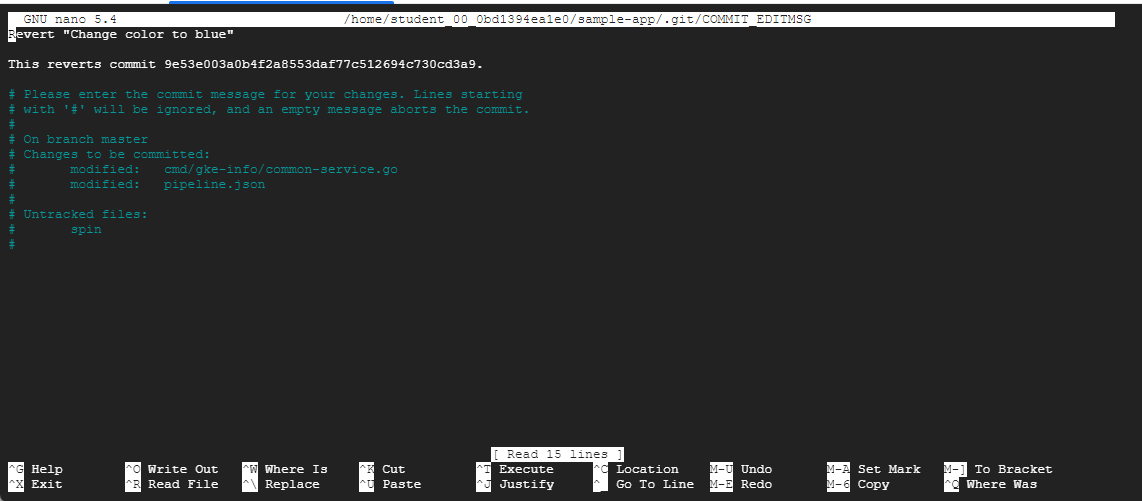 GNU nano 5.4 /home/student_00_0bd1394ea1e0/sample-app/.git/COMMIT_EDITMSG
Revert "Change color to blue"
This reverts commit 9e53e003a0b4f2a8553daf77c512694c730cd3a9.
# Please enter the commit message for your changes. Lines starting
# with '#' will be ignored, and an empty message aborts the commit.
#
# On branch master
# Changes to be committed:
# modified: cmd/gke-info/common-service.go
# modified: pipeline.json
#
# Untracked files:
# spin
#
[ Read 15 lines ]
^G Help ^O Write Out ^W Where Is ^K Cut ^T Execute ^C Location M-U Undo M-A Set Mark M-] To Bracket
^X Exit ^R Read File ^\ Replace ^U Paste ^J Justify ^_ Go To Line M-E Redo M-6 Copy ^Q Where Was